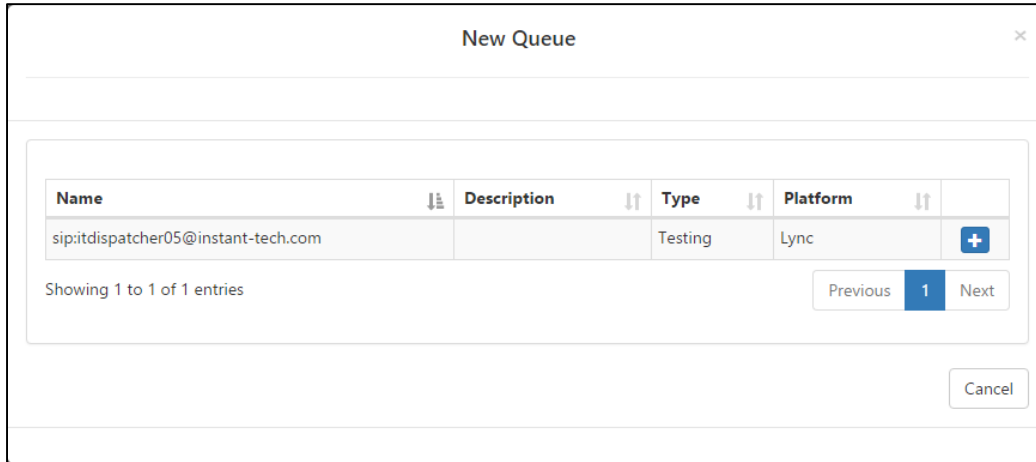 New Queue ×
Name Description Type Platform
sip:itdispatcher05@instant-tech.com Testing Lync +
Showing 1 to 1 of 1 entries Previous 1 Next
Cancel